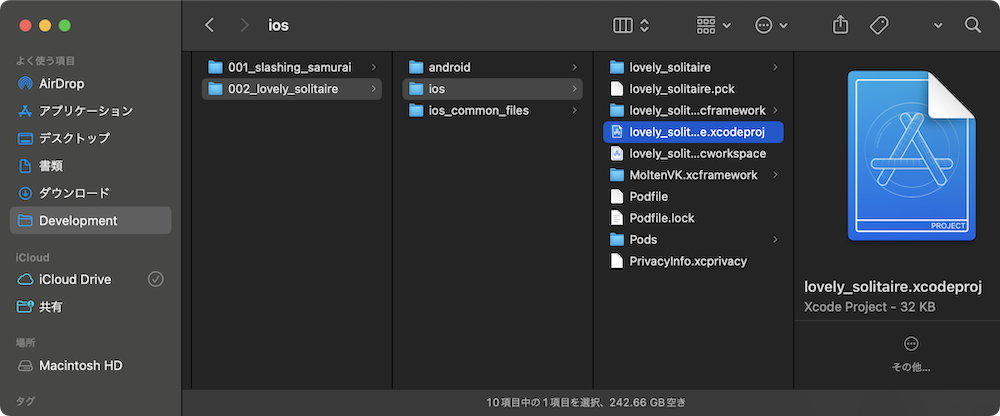 ios
よく使う項目
AirDrop
アプリケーション
デスクトップ
書類
ダウンロード
Development
iCloud
iCloud Drive
共有
場所
Macintosh HD
タグ
001_slashing_samurai
002_lovely_solitaire
android
ios
ios_common_files
lovely_solitaire
lovely_solitaire.pck
lovely_solit...cframework
lovely_solit...e.xcodeproj
lovely_solit...cworkspace
MoltenVK.xcframework
Podfile
Podfile.lock
Pods
PrivacyInfo.xcprivacy
PROJECT
lovely_solitaire.xcodeproj
Xcode Project - 32 KB
その他...
10項目中の1項目を選択、242.66 GB空き